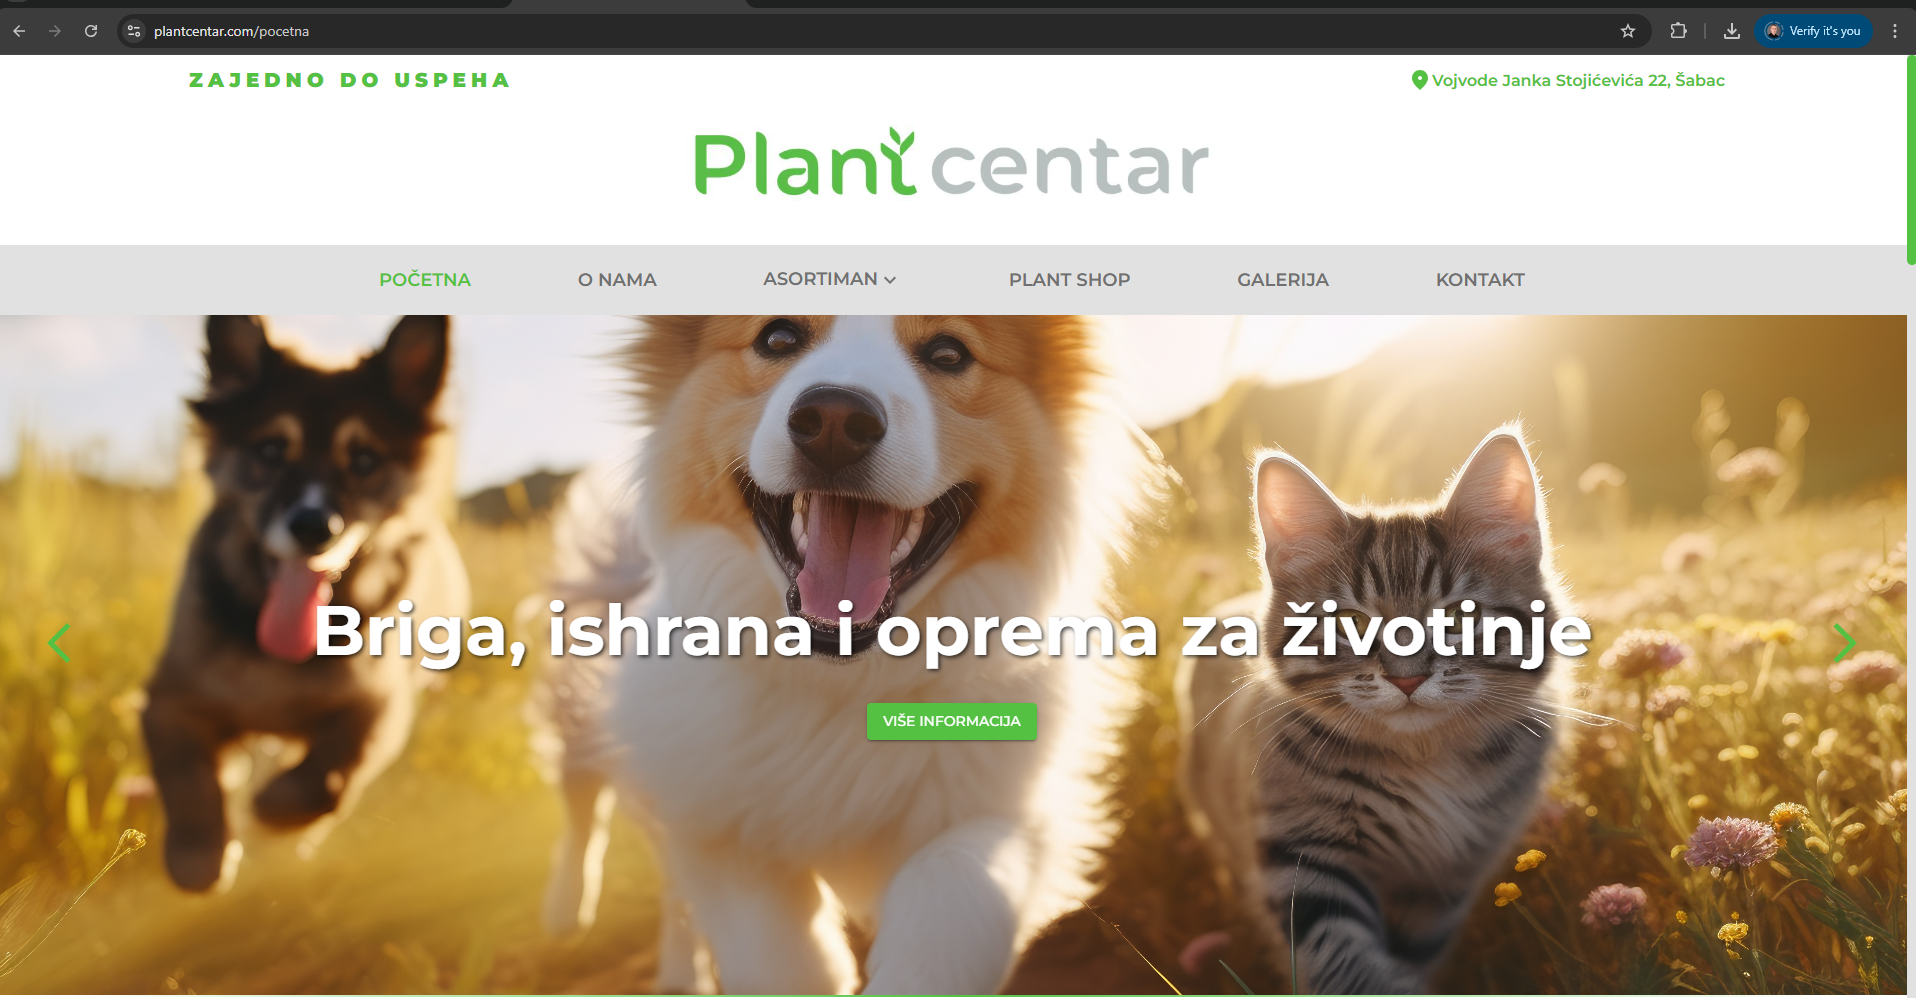 plantcentar.com/pocetna
Verify it's you
ZAJEDNO DO USPEHA
Vojvode Janka Stojićevića 22, Šabac
Plant centar
POČETNA
O NAMA
ASORTIMAN
PLANT SHOP
GALERIJA
KONTAKT
Briga, ishrana i oprema za životinje
VIŠE INFORMACIJA